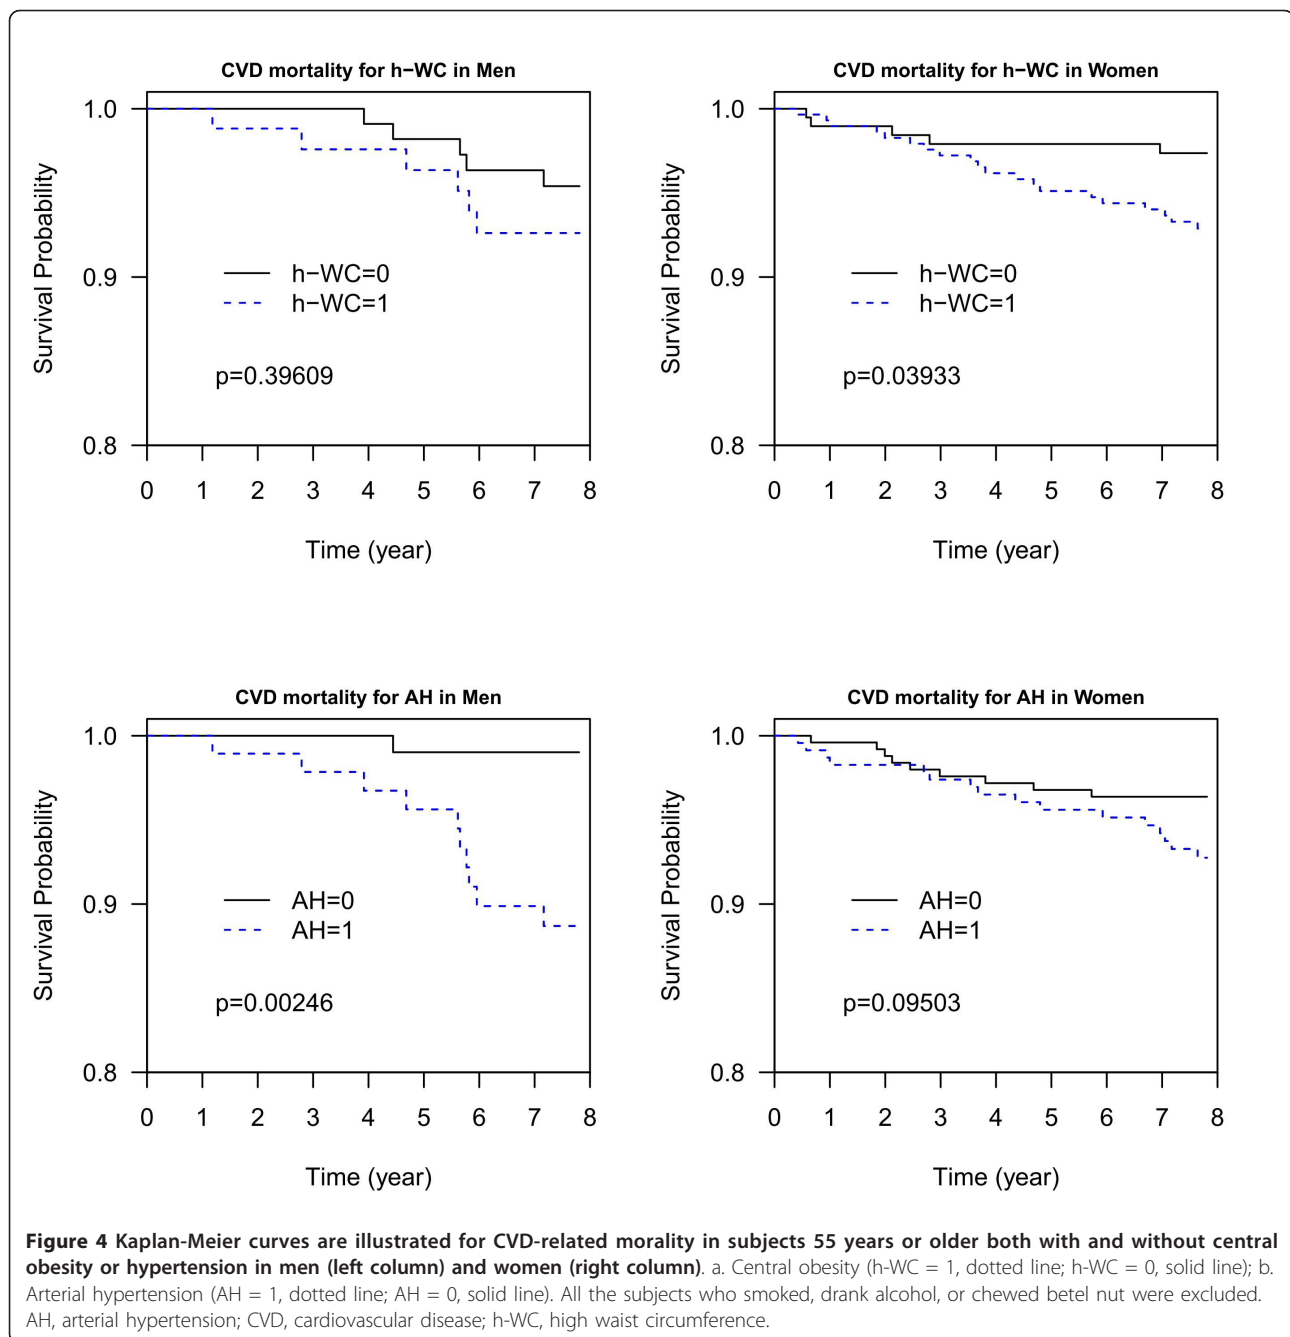 CVD mortality for h−WC in Men
1.0
0.9
0.8
Survival Probability
h−WC=0
h−WC=1
p=0.39609
0 1 2 3 4 5 6 7 8
Time (year)
CVD mortality for h−WC in Women
1.0
0.9
0.8
Survival Probability
h−WC=0
h−WC=1
p=0.03933
0 1 2 3 4 5 6 7 8
Time (year)
CVD mortality for AH in Men
1.0
0.9
0.8
Survival Probability
AH=0
AH=1
p=0.00246
0 1 2 3 4 5 6 7 8
Time (year)
CVD mortality for AH in Women
1.0
0.9
0.8
Survival Probability
AH=0
AH=1
p=0.09503
0 1 2 3 4 5 6 7 8
Time (year)
Figure 4 Kaplan-Meier curves are illustrated for CVD-related morality in subjects 55 years or older both with and without central
obesity or hypertension in men (left column) and women (right column). a. Central obesity (h-WC = 1, dotted line; h-WC = 0, solid line); b.
Arterial hypertension (AH = 1, dotted line; AH = 0, solid line). All the subjects who smoked, drank alcohol, or chewed betel nut were excluded.
AH, arterial hypertension; CVD, cardiovascular disease; h-WC, high waist circumference.